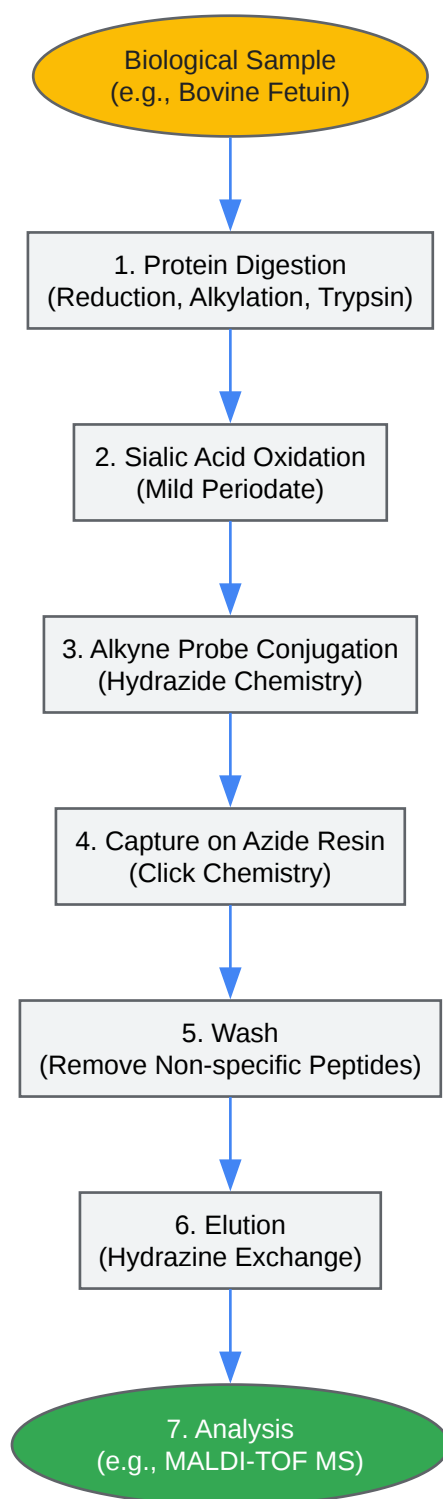 Biological Sample
(e.g., Bovine Fetuin)
1. Protein Digestion
(Reduction, Alkylation, Trypsin)
2. Sialic Acid Oxidation
(Mild Periodate)
3. Alkyne Probe Conjugation
(Hydrazide Chemistry)
4. Capture on Azide Resin
(Click Chemistry)
5. Wash
(Remove Non-specific Peptides)
6. Elution
(Hydrazine Exchange)
7. Analysis
(e.g., MALDI-TOF MS)